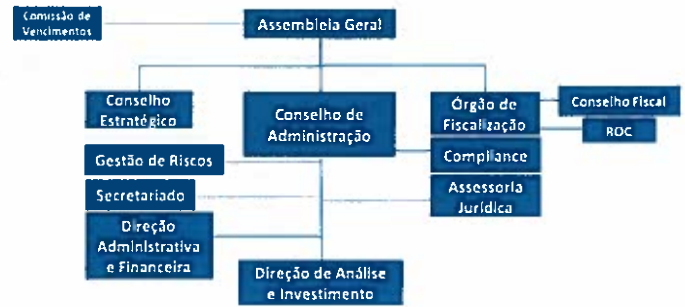 Comissão de
Vencimentos
Assembleia Geral
Conselho
Estratégico
Conselho de
Administração
Órgão de
Fiscalização
Conselho Fiscal
ROC
Gestão de Riscos
Compliance
Secretariado
Assessoria
Jurídica
Direção
Administrativa
e Financeira
Direção de Análise
e Investimento